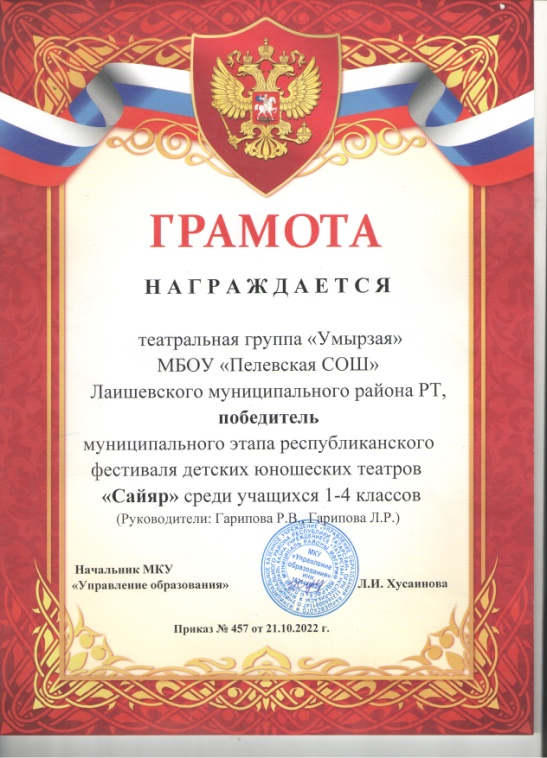 ГРАМОТА
НАГРАЖДАЕТСЯ
театральная группа «Умырзая»
МБОУ «Пелевская СОШ»
Лаишевского муниципального района РТ,
победитель
муниципального этапа республиканского
фестиваля детских юношеских театров
«Сайяр» среди учащихся 1-4 классов
(Руководители: Гарипова Р.В., Гарипова Л.Р.)
Начальник МКУ
«Управление образования»
Л.И. Хусаинова
МКУ
«Управление
образования»
Приказ № 457 от 21.10.2022 г.